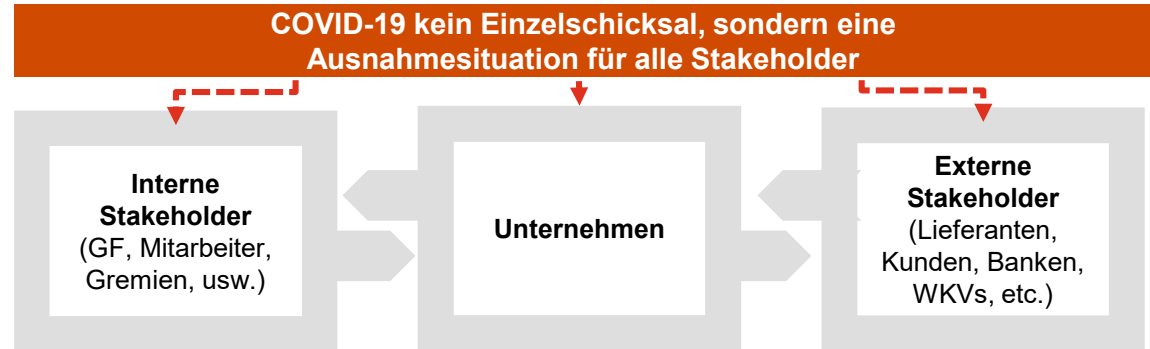 COVID-19 kein Einzelschicksal, sondern eine
Ausnahmesituation für alle Stakeholder
Interne
Stakeholder
(GF, Mitarbeiter,
Gremien, usw.)
Unternehmen
Externe
Stakeholder
(Lieferanten,
Kunden, Banken,
WKVs, etc.)